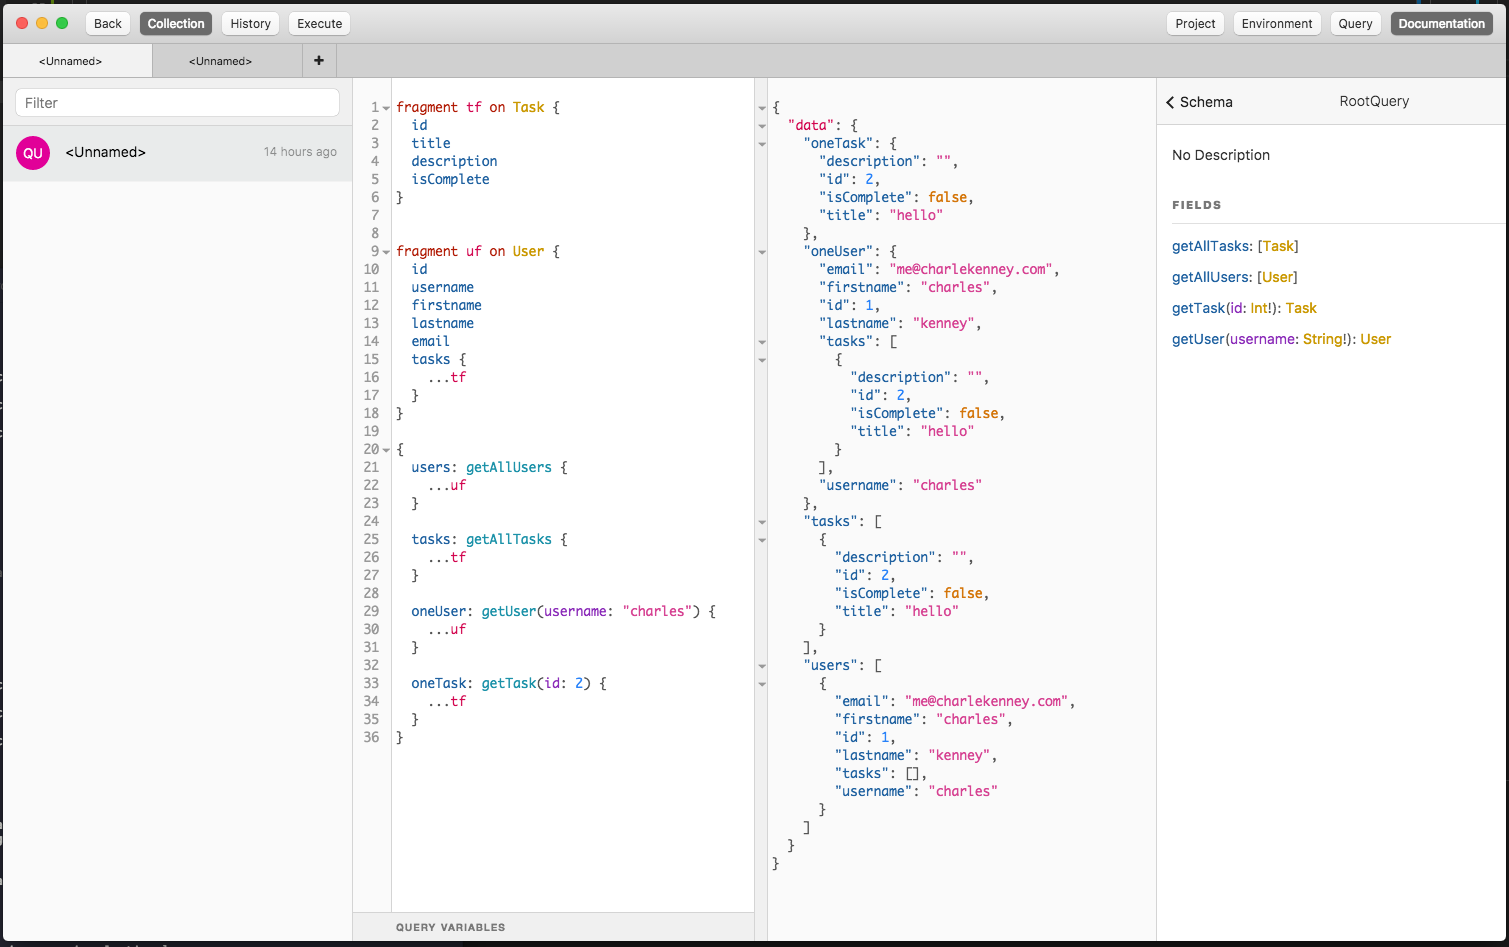 Back Collection History Execute Project Environment Query Documentation
<Unnamed> <Unnamed> +
Filter
QU <Unnamed> 14 hours ago
1 fragment tf on Task {
2   id
3   title
4   description
5   isComplete
6 }
7
8
9 fragment uf on User {
10   id
11   username
12   firstname
13   lastname
14   email
15   tasks {
16     ...tf
17   }
18 }
19
20 {
21   users: getAllUsers {
22     ...uf
23   }
24
25   tasks: getAllTasks {
26     ...tf
27   }
28
29   oneUser: getUser(username: "charles") {
30     ...uf
31   }
32
33   oneTask: getTask(id: 2) {
34     ...tf
35   }
36 }
QUERY VARIABLES
{
  "data": {
    "oneTask": {
      "description": "",
      "id": 2,
      "isComplete": false,
      "title": "hello"
    },
    "oneUser": {
      "email": "me@charlekenney.com",
      "firstname": "charles",
      "id": 1,
      "lastname": "kenney",
      "tasks": [
        {
          "description": "",
          "id": 2,
          "isComplete": false,
          "title": "hello"
        }
      ],
      "username": "charles"
    },
    "tasks": [
      {
        "description": "",
        "id": 2,
        "isComplete": false,
        "title": "hello"
      }
    ],
    "users": [
      {
        "email": "me@charlekenney.com",
        "firstname": "charles",
        "id": 1,
        "lastname": "kenney",
        "tasks": [],
        "username": "charles"
      }
    ]
  }
}
Schema RootQuery
No Description
FIELDS
getAllTasks: [Task]
getAllUsers: [User]
getTask(id: Int!): Task
getUser(username: String!): User